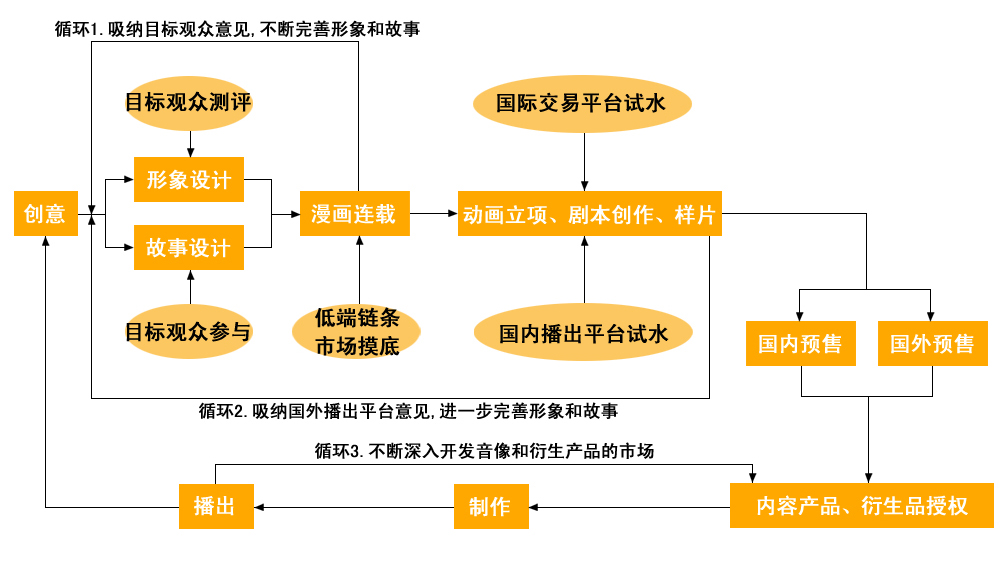 循环1. 吸纳目标观众意见, 不断完善形象和故事
目标观众测评
国际交易平台试水
形象设计
创意
漫画连载
动画立项、剧本创作、样片
故事设计
目标观众参与
低端链条
市场摸底
国内播出平台试水
国内预售
国外预售
循环2. 吸纳国外播出平台意见, 进一步完善形象和故事
循环3. 不断深入开发音像和衍生产品的市场
播出
制作
内容产品、衍生品授权